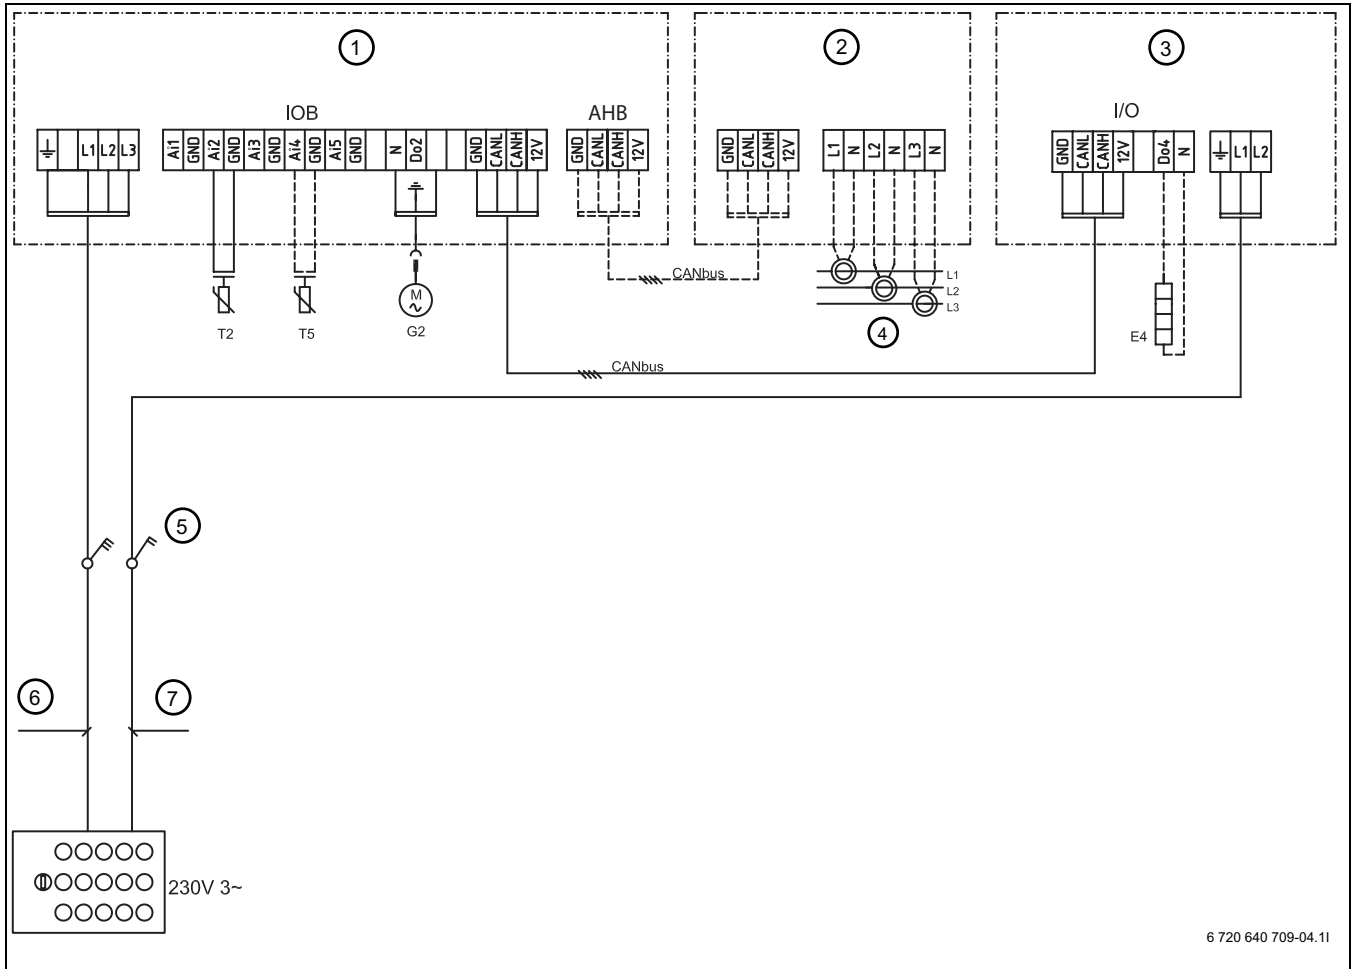 1
2
3
IOB
AHB
I/O
L1 L2 L3
Ai1 GND Ai2 GND Ai3 GND Ai4 GND Ai5 GND N Do2 GND CANL CANH 12V
GND CANL CANH 12V
GND CANL CANH 12V
L1 N L2 N L3 N
GND CANL CANH 12V Do4 N
L1 L2
CANbus
L1
L2
L3
M
T2
T5
G2
4
E4
CANbus
5
6
7
230V 3~
6 720 640 709-04.1I